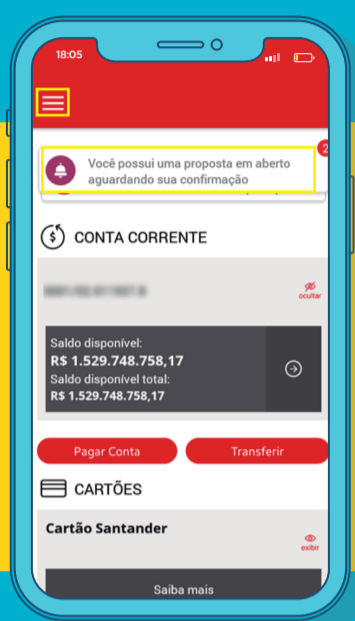 18:05
2
Você possui uma proposta em aberto
aguardando sua confirmação
CONTA CORRENTE
ocultar
Saldo disponível:
R$ 1.529.748.758,17
Saldo disponível total:
R$ 1.529.748.758,17
Pagar Conta
Transferir
CARTÕES
Cartão Santander
exibir
Saiba mais